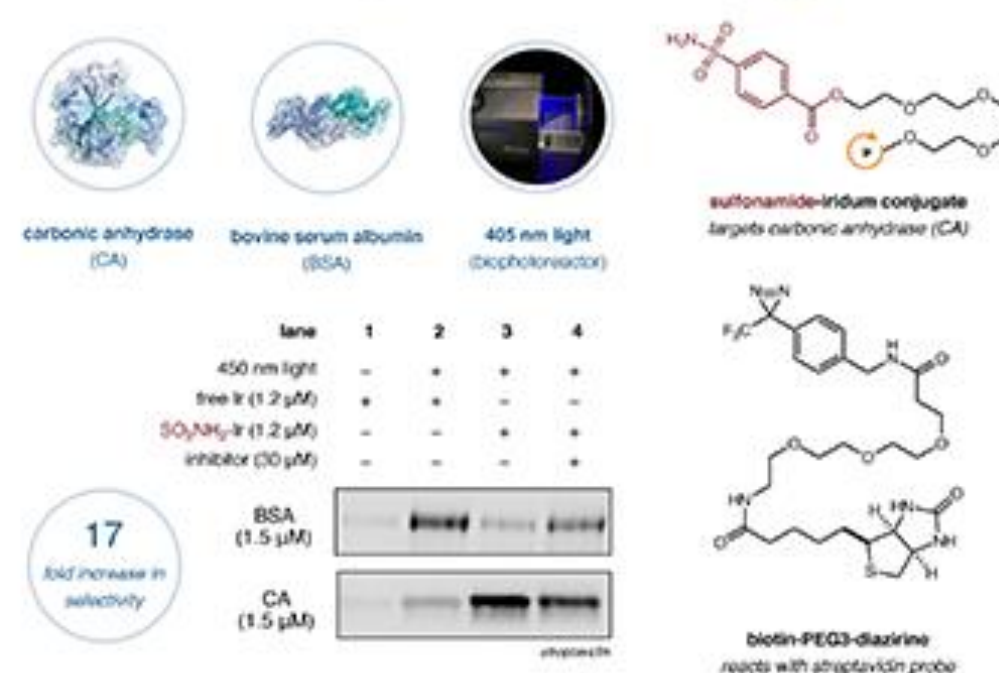 carbonic anhydrase
(CA)
bovine serum albumin
(BSA)
405 nm light
(biophotoreactor)
H₂N
S
O
O
O
O
O
O
O
O
sulfonamide-iridum conjugate
targets carbonic anhydrase (CA)
lane 1 2 3 4
450 nm light - + + +
free Ir (1.2 µM) + + - -
SO₂NH₂-Ir (1.2 µM) - - + +
inhibitor (30 µM) - - - +
BSA
(1.5 µM)
CA
(1.5 µM)
17
fold increase in
selectivity
N=N
F₃C
H
N
O
O
O
O
HN
O
H
HN
O
NH
S
H
biotin-PEG3-diazirine
reacts with streptavidin probe